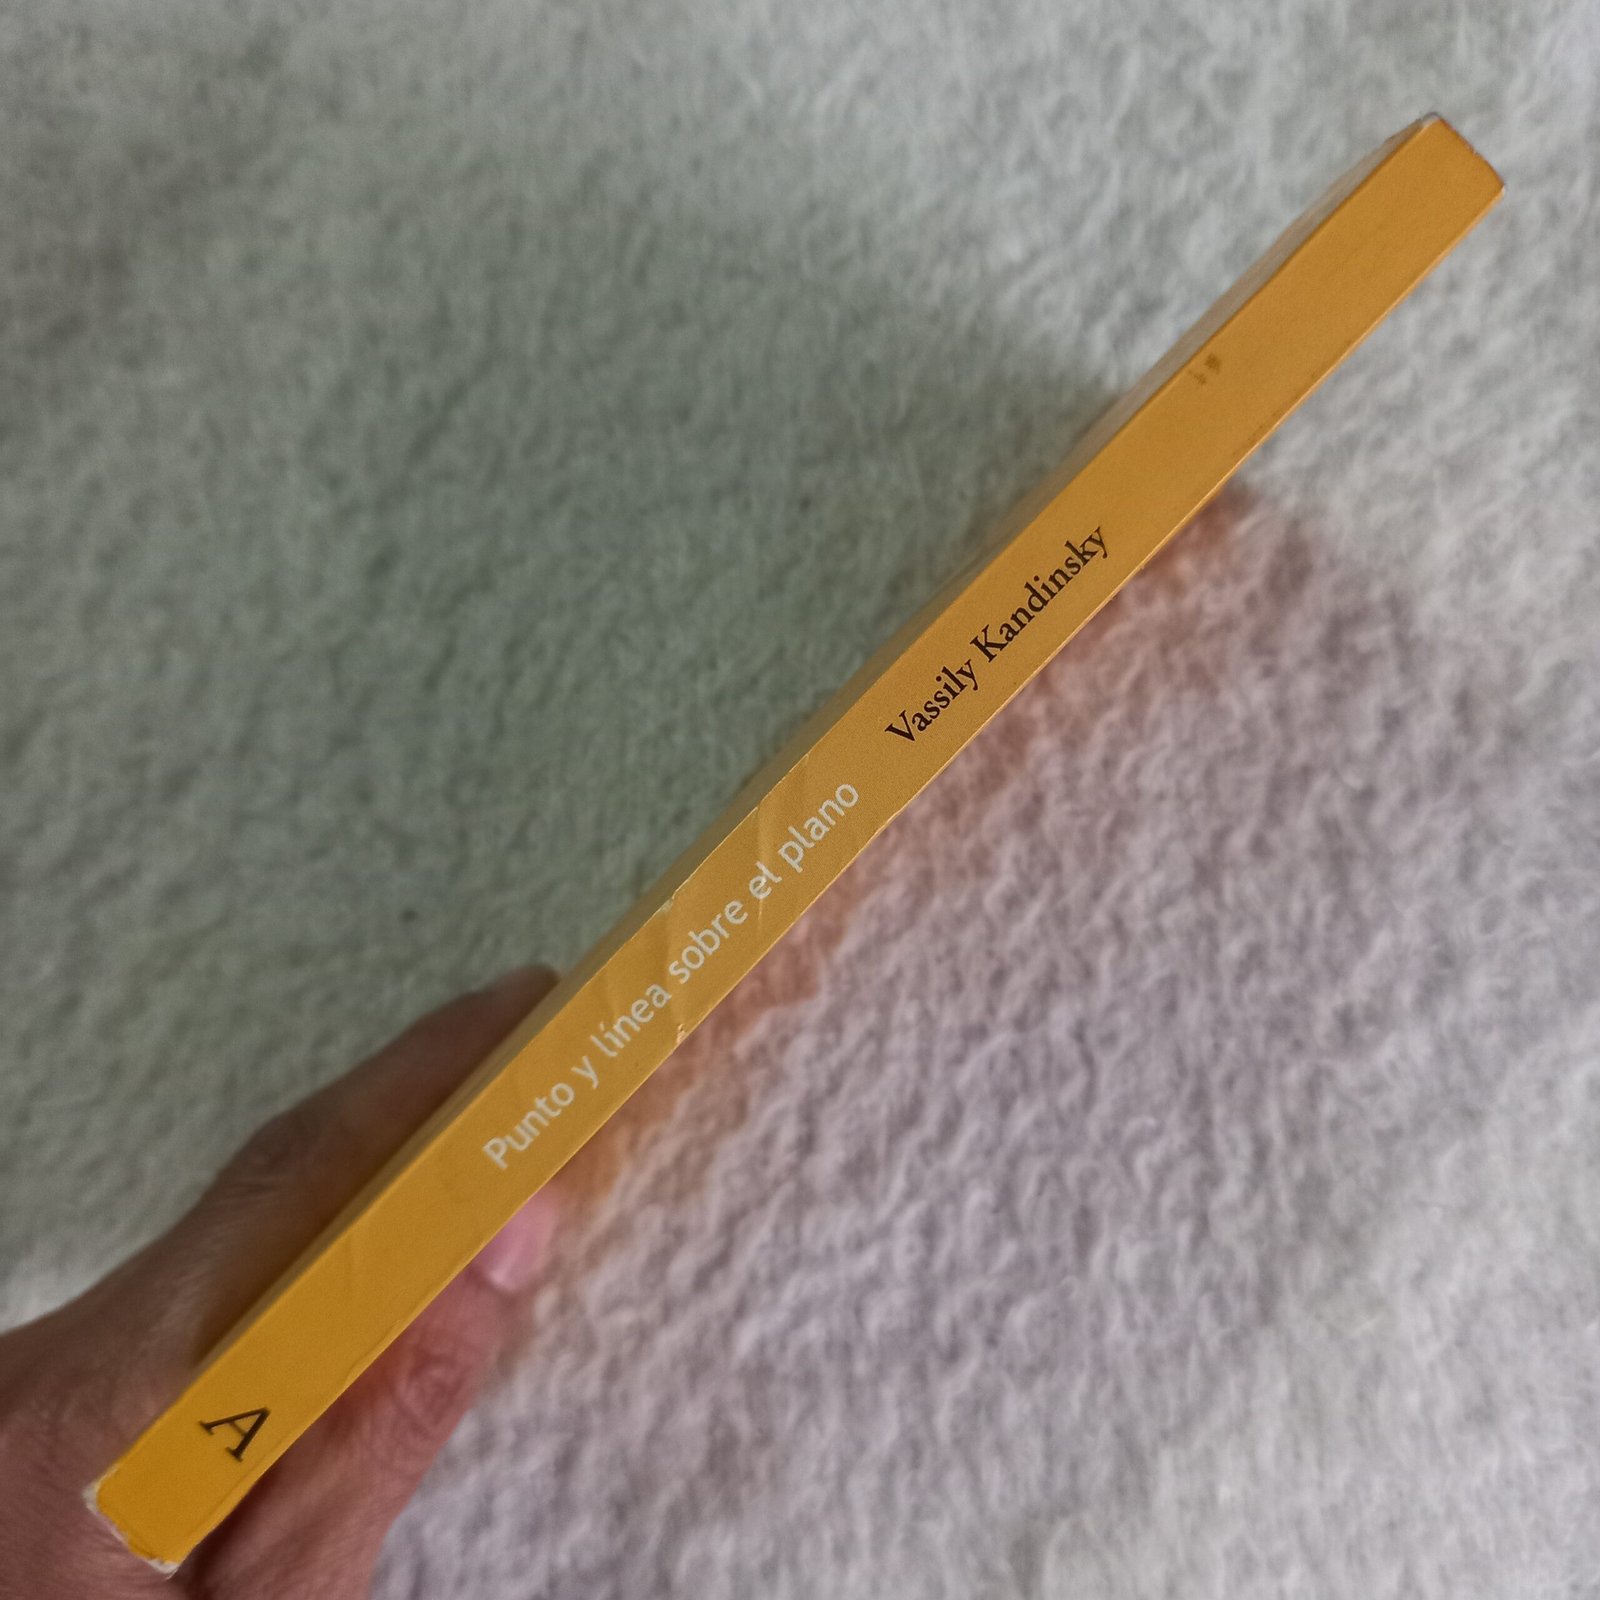 Punto y línea sobre el plano
Vassily Kandinsky
A